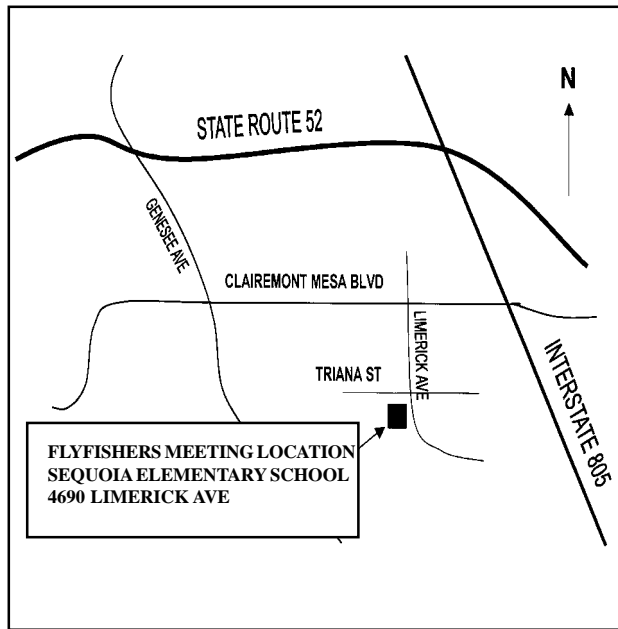 N
STATE ROUTE 52
GENESEE AVE
CLAIREMONT MESA BLVD
LIMERICK AVE
TRIANA ST
INTERSTATE 805
FLYFISHERS MEETING LOCATION
SEQUOIA ELEMENTARY SCHOOL
4690 LIMERICK AVE